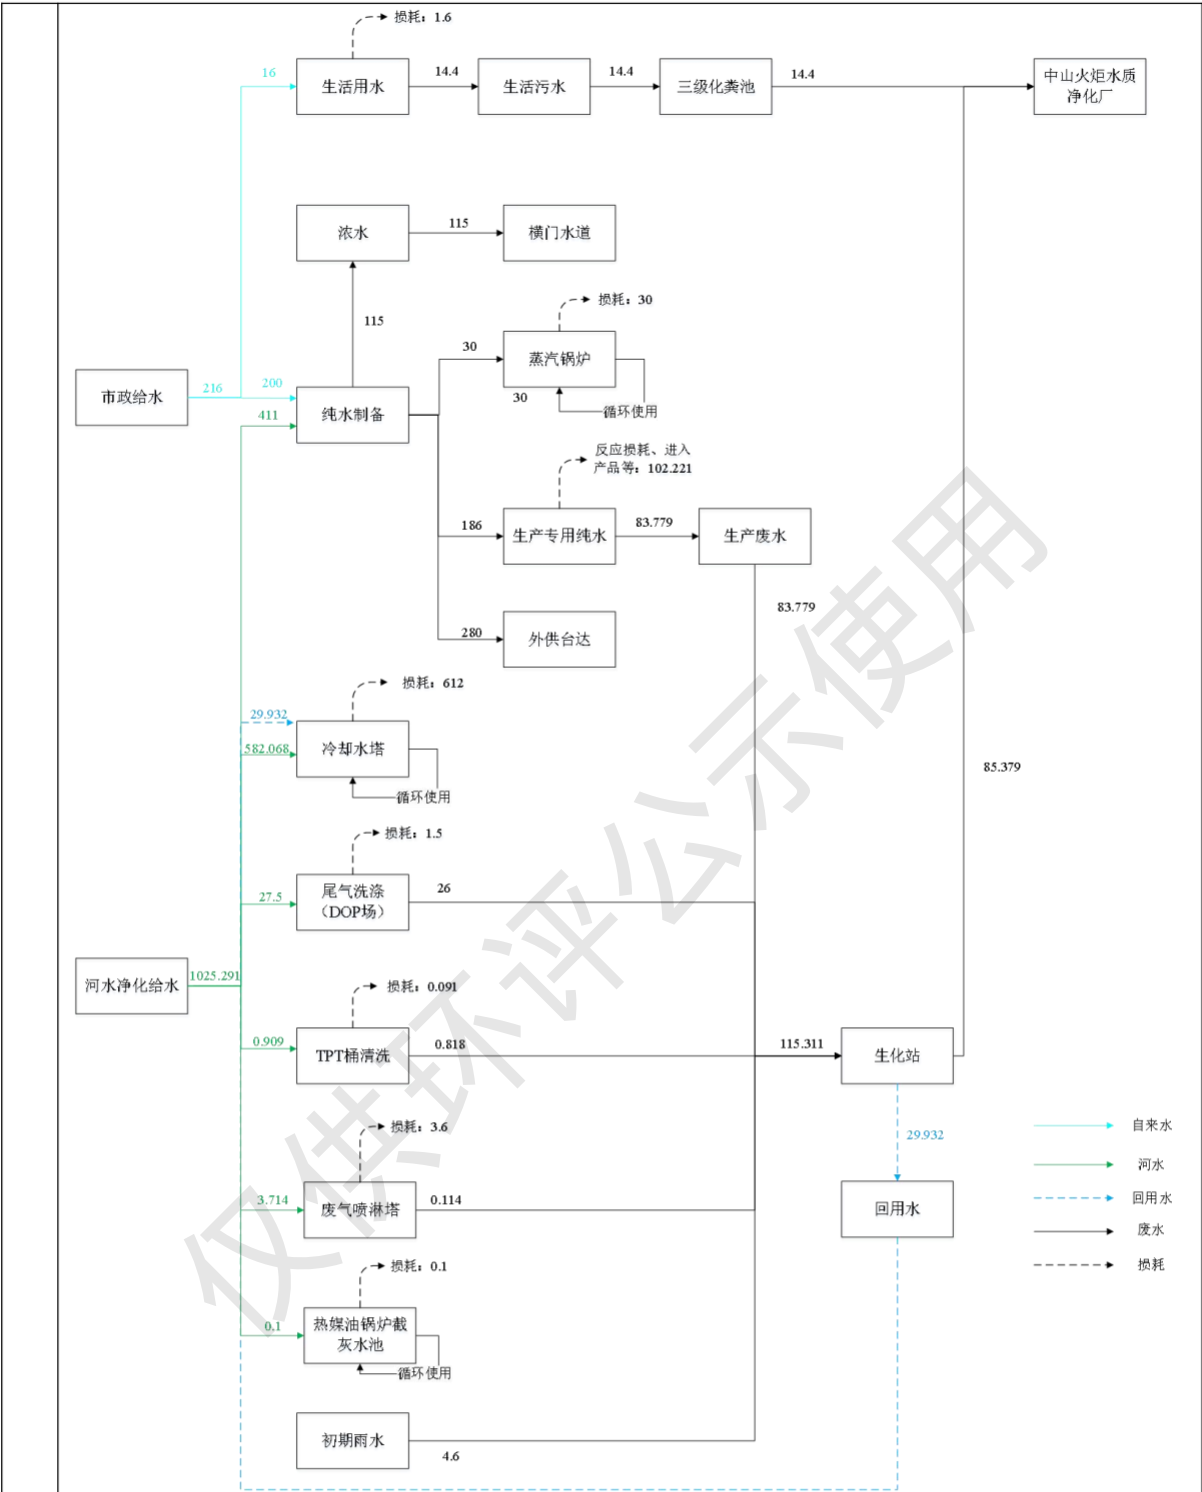 损耗：1.6
16
生活用水
14.4
生活污水
14.4
三级化粪池
14.4
中山火炬水质
净化厂
浓水
115
横门水道
115
损耗：30
30
蒸汽锅炉
30
循环使用
市政给水
216
200
411
纯水制备
反应损耗、进入
产品等：102.221
186
生产专用纯水
83.779
生产废水
83.779
280
外供台达
损耗：612
29.932
582.068
冷却水塔
循环使用
85.379
损耗：1.5
27.5
尾气洗涤
（DOP场）
26
河水净化给水
1025.291
损耗：0.091
0.909
TPT桶清洗
0.818
115.311
生化站
损耗：3.6
29.932
3.714
废气喷淋塔
0.114
回用水
自来水
河水
回用水
废水
损耗
损耗：0.1
0.1
热媒油锅炉截
灰水池
循环使用
初期雨水
4.6
仅供环评公示使用